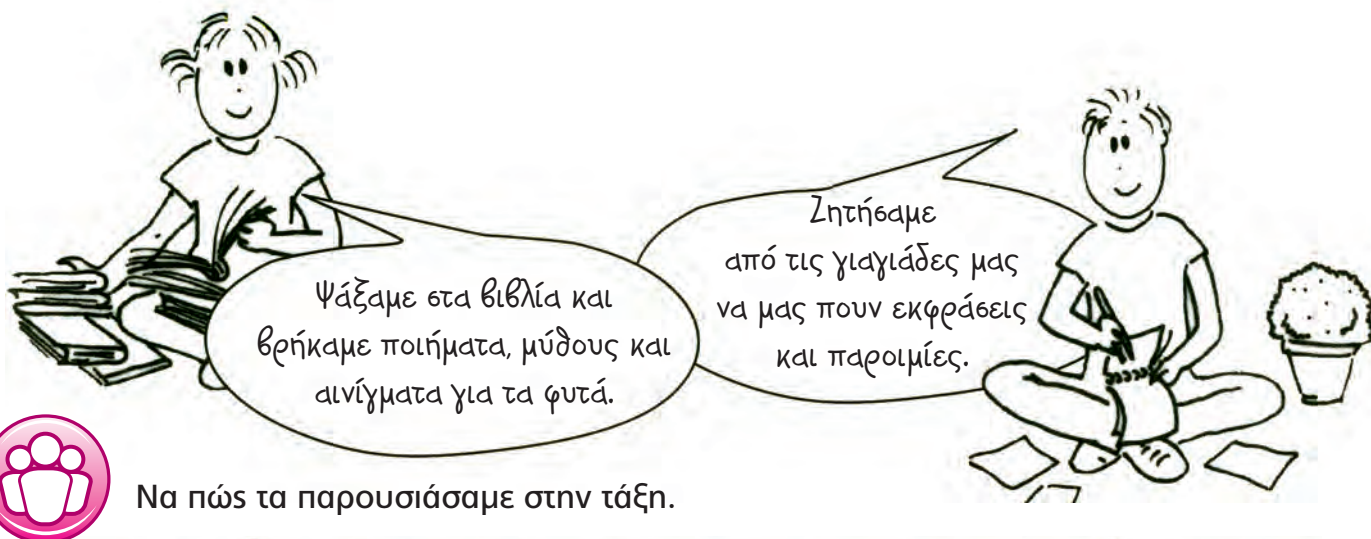 Ψάξαμε στα βιβλία και
βρήκαμε ποιήματα, μύθους και
αινίγματα για τα φυτά.
Ζητήσαμε
από τις γιαγιάδες μας
να μας πουν εκφράσεις
και παροιμίες.
Να πώς τα παρουσιάσαμε στην τάξη.